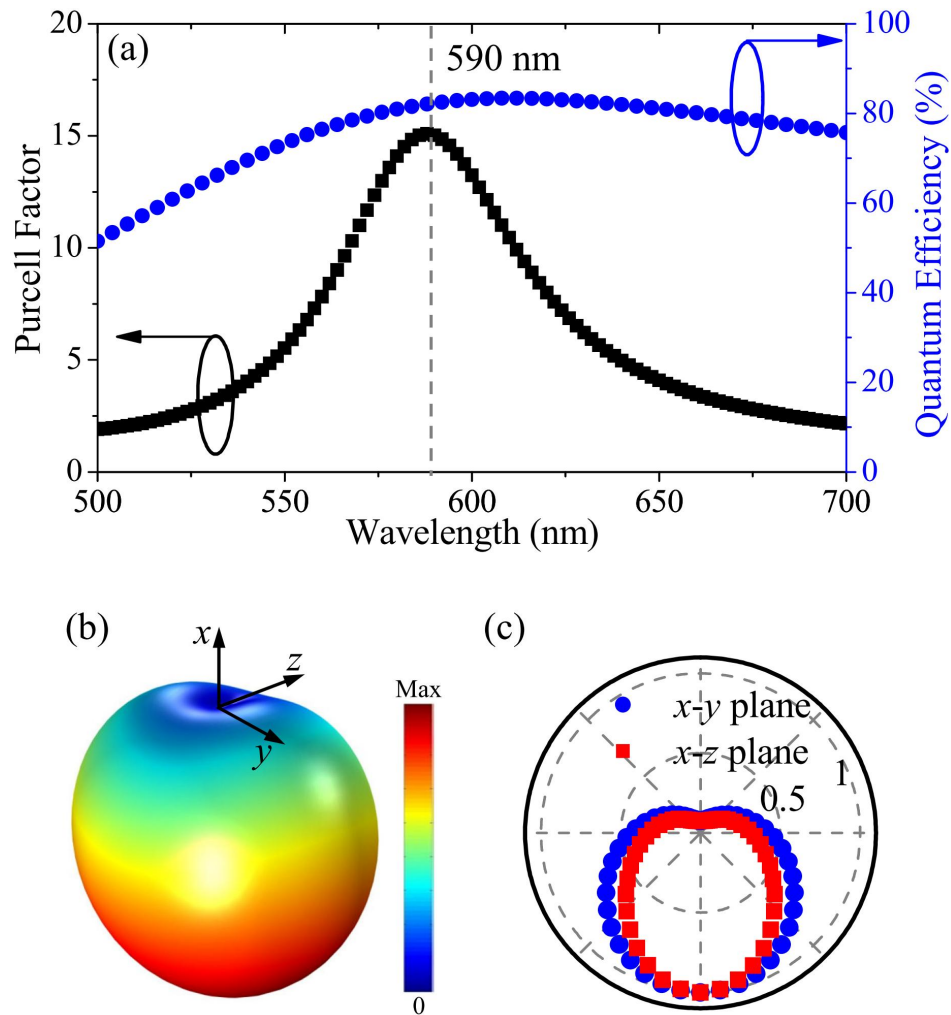 (a)
590 nm
20
15
10
5
0
Purcell Factor
100
80
60
40
20
0
Quantum Efficiency (%)
500
550
600
650
700
Wavelength (nm)
(b)
x
z
y
Max
0
(c)
x-y plane
x-z plane
1
0.5